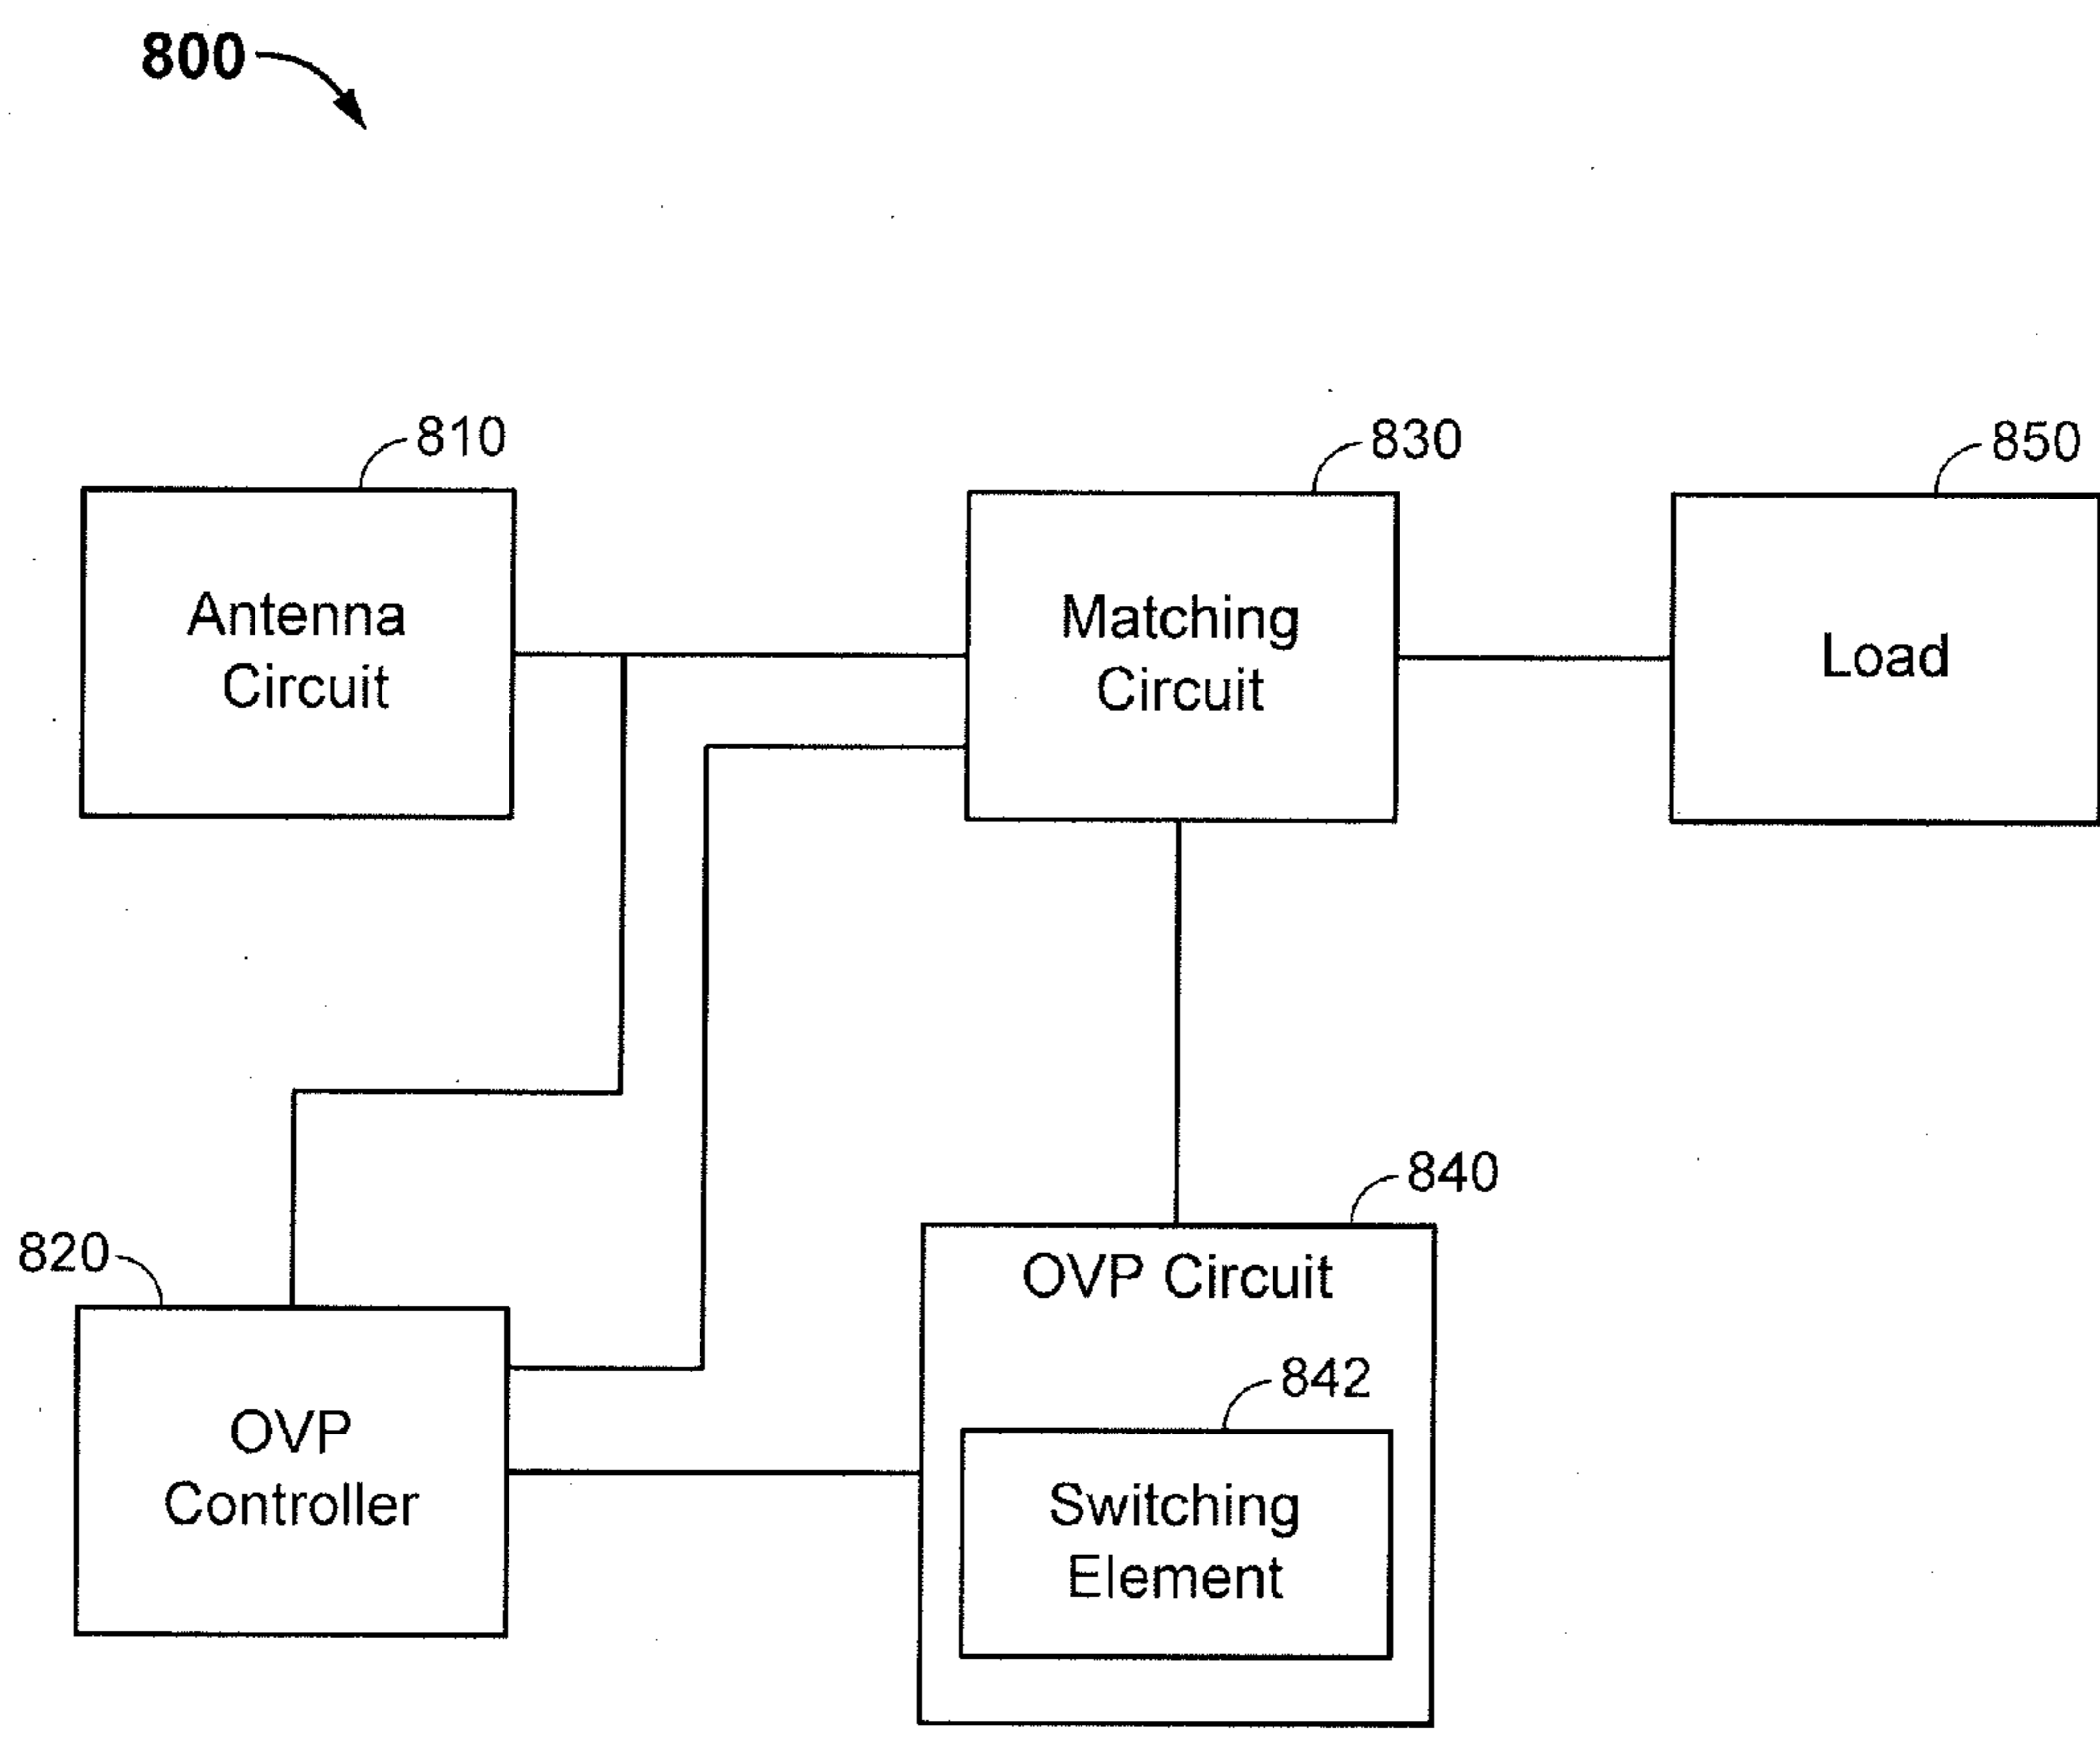 800
810
830
850
Antenna
Circuit
Matching
Circuit
Load
840
820
OVP Circuit
842
OVP
Controller
Switching
Element